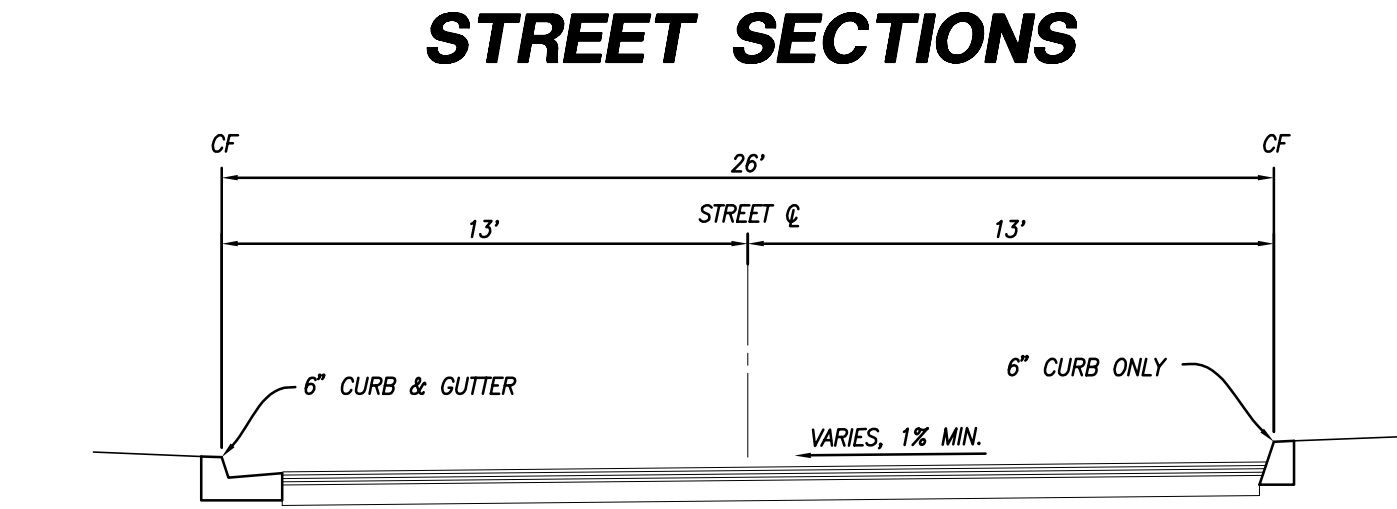 STREET SECTIONS
CF
CF
26'
STREET ℄
13'
13'
6" CURB ONLY
6" CURB & GUTTER
VARIES, 1% MIN.